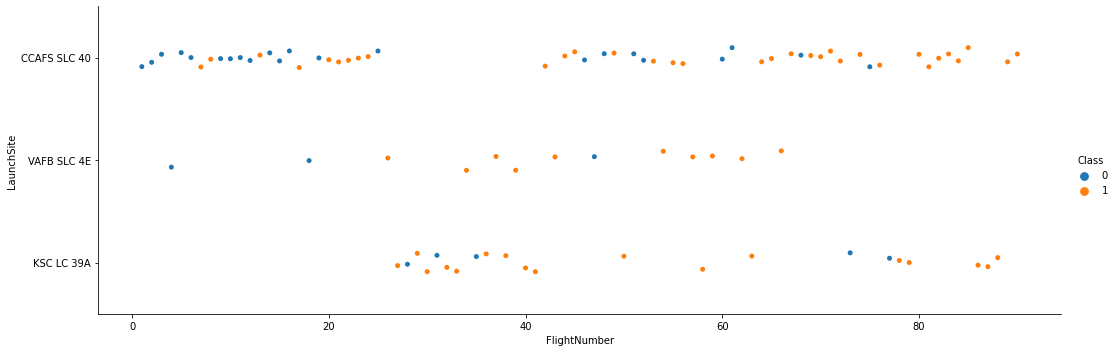 CCAFS SLC 40
VAFB SLC 4E
KSC LC 39A
LaunchSite
0
20
40
60
80
FlightNumber
Class
0
1